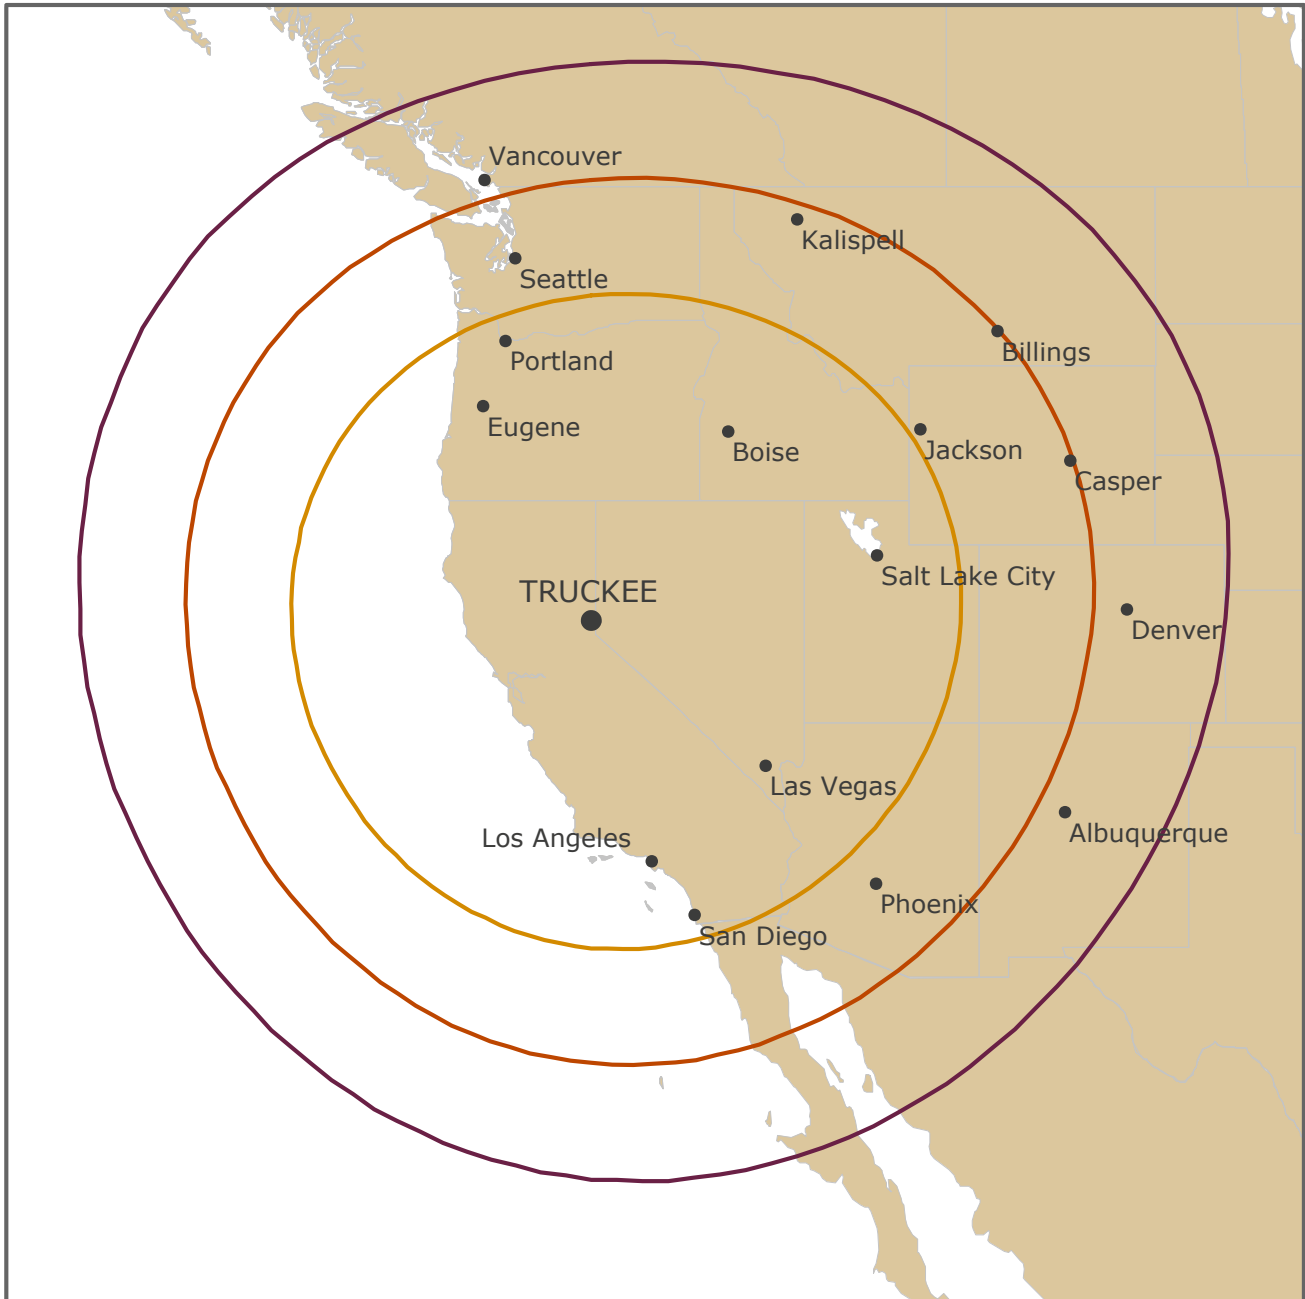 Vancouver
Kalispell
Seattle
Billings
Portland
Eugene
Boise
Jackson
Casper
Salt Lake City
TRUCKEE
Denver
Las Vegas
Los Angeles
Albuquerque
Phoenix
San Diego